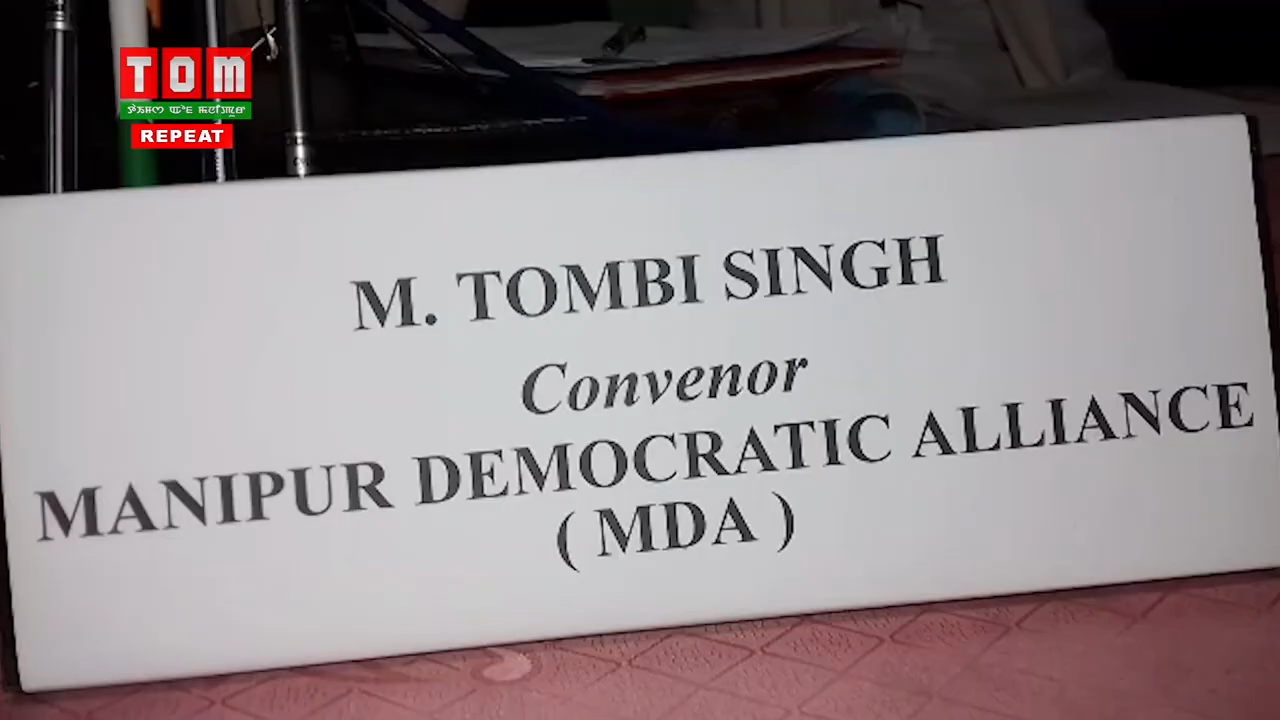 TOM
REPEAT
M. TOMBI SINGH
Convenor
MANIPUR DEMOCRATIC ALLIANCE
( MDA )